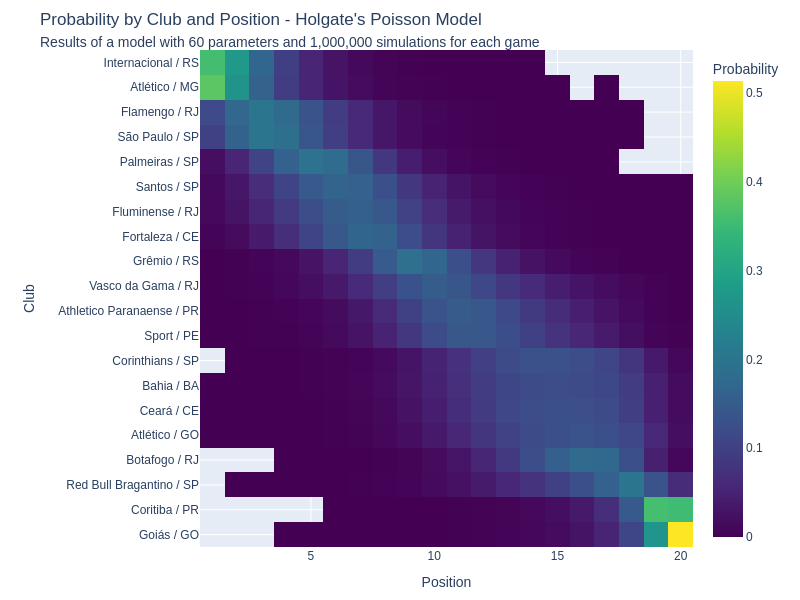 Probability by Club and Position - Holgate's Poisson Model
Results of a model with 60 parameters and 1,000,000 simulations for each game
Probability
Internacional / RS
Atlético / MG
Flamengo / RJ
São Paulo / SP
Palmeiras / SP
Santos / SP
Fluminense / RJ
Fortaleza / CE
Grêmio / RS
Vasco da Gama / RJ
Athletico Paranaense / PR
Sport / PE
Corinthians / SP
Bahia / BA
Ceará / CE
Atlético / GO
Botafogo / RJ
Red Bull Bragantino / SP
Coritiba / PR
Goiás / GO
Club
5
10
15
20
Position
0.5
0.4
0.3
0.2
0.1
0